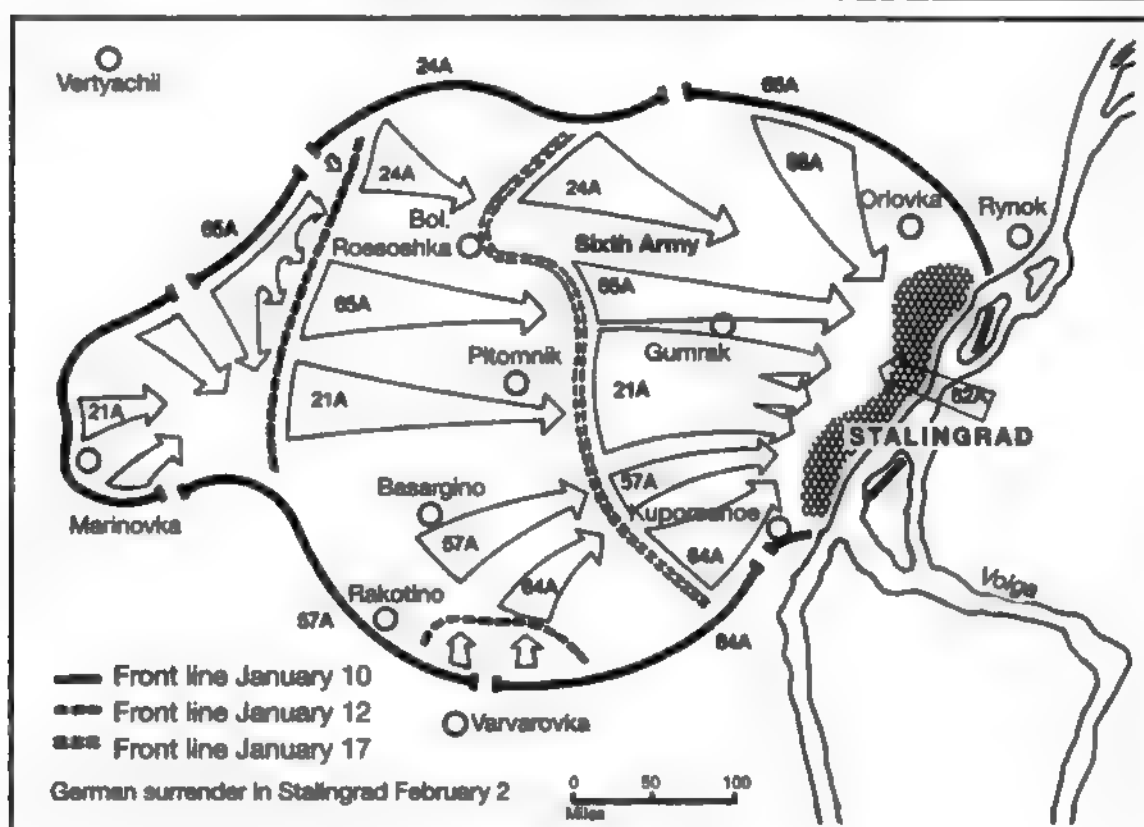 Vertyachii
24A
66A
24A
24A
66A
Orlovka
Rynok
65A
Bol.
Rossoshka
Sixth Army
65A
65A
Pitomnik
Gumrak
21A
21A
21A
62A
STALINGRAD
Basargino
57A
Kuporsnoe
Marinovka
57A
64A
64A
Rakotino
57A
64A
Volga
Front line January 10
Front line January 12
Varvarovka
Front line January 17
German surrender in Stalingrad February 2
0 50 100
Miles